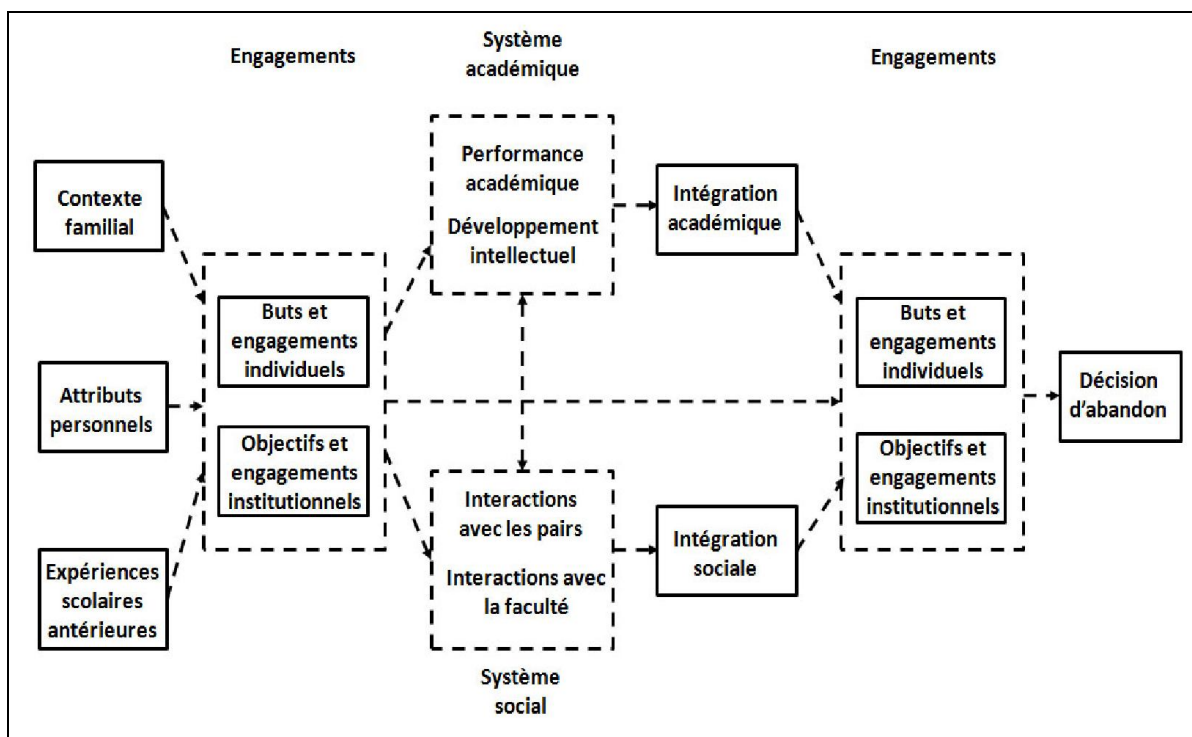 Engagements
Système
académique
Engagements
Contexte
familial
Attributs
personnels
Expériences
scolaires
antérieures
Buts et
engagements
individuels
Objectifs et
engagements
institutionnels
Performance
académique
Développement
intellectuel
Interactions
avec les pairs
Interactions avec
la faculté
Système
social
Intégration
académique
Intégration
sociale
Buts et
engagements
individuels
Objectifs et
engagements
institutionnels
Décision
d'abandon